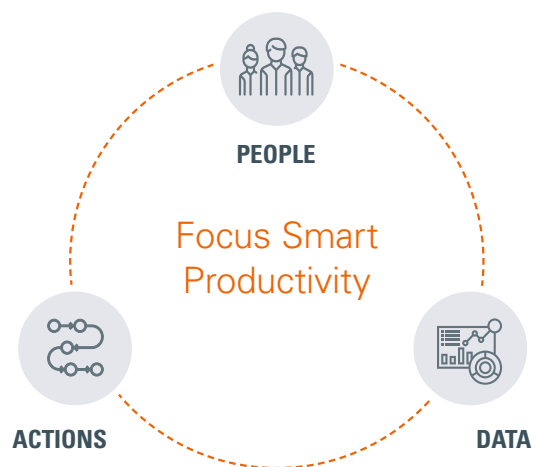 PEOPLE
Focus Smart
Productivity
ACTIONS
DATA